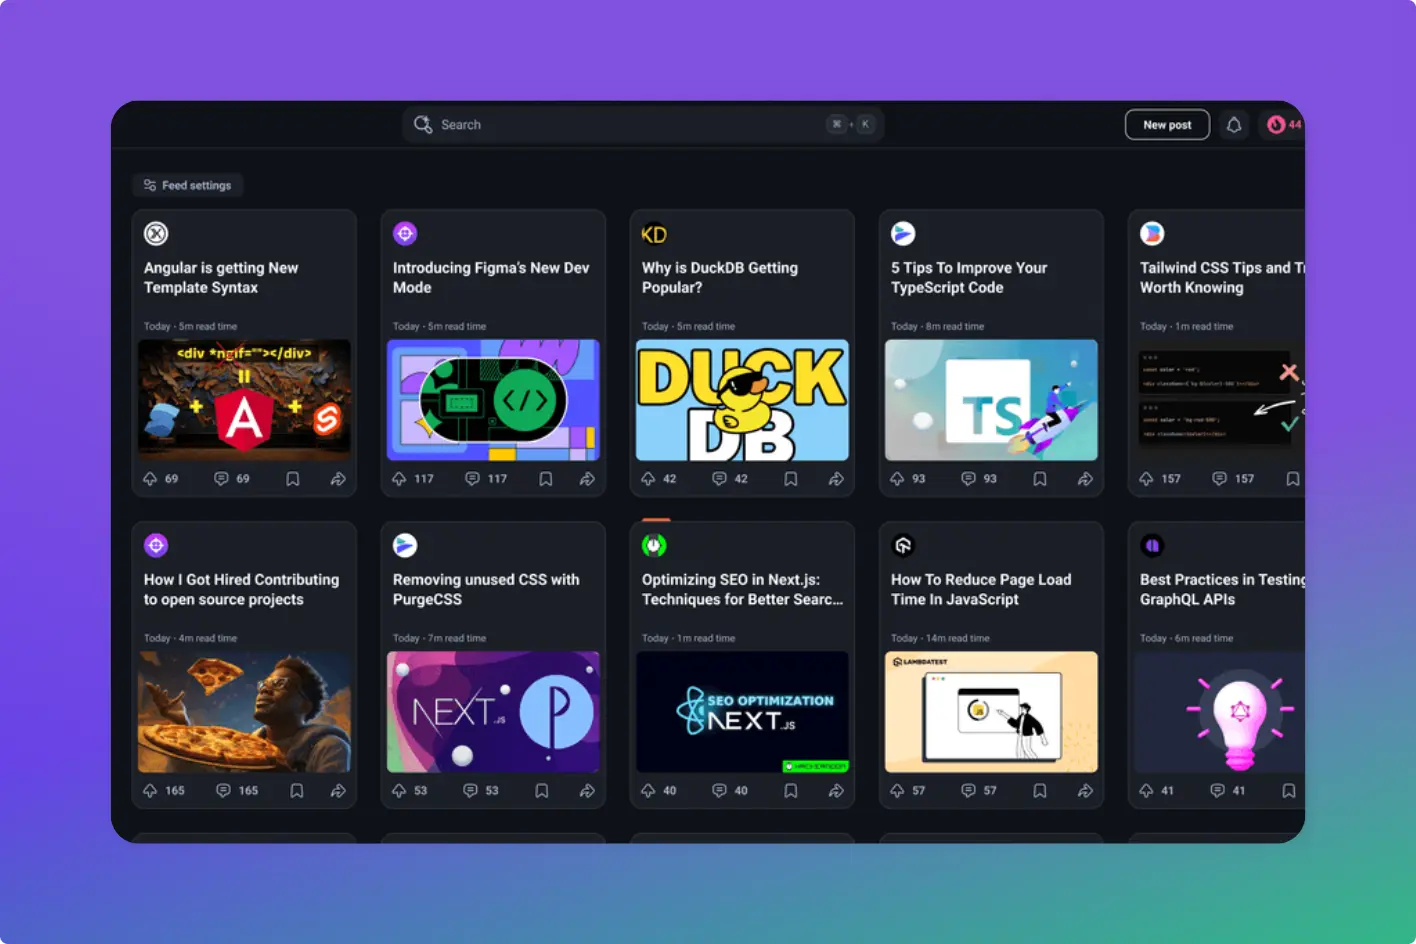 Search
⌘ + K
New post
44
Feed settings
Angular is getting New
Template Syntax
Today · 5m read time
<div *ngif=""></div>
A
69
69
Introducing Figma's New Dev
Mode
Today · 5m read time
</>
117
117
KD
Why is DuckDB Getting
Popular?
Today · 5m read time
DUCK
DB
42
42
5 Tips To Improve Your
TypeScript Code
Today · 8m read time
TS
93
93
Tailwind CSS Tips and Tr
Worth Knowing
Today · 1m read time
const color = 'red';
157
157
How I Got Hired Contributing
to open source projects
Today · 4m read time
165
165
Removing unused CSS with
PurgeCSS
Today · 7m read time
NEXT.JS
P
53
53
Optimizing SEO in Next.js:
Techniques for Better Searc...
Today · 1m read time
SEO OPTIMIZATION
NEXT.JS
HACKERNOON
40
40
How To Reduce Page Load
Time In JavaScript
Today · 14m read time
LAMBDATEST
57
57
Best Practices in Testing
GraphQL APIs
Today · 6m read time
41
41